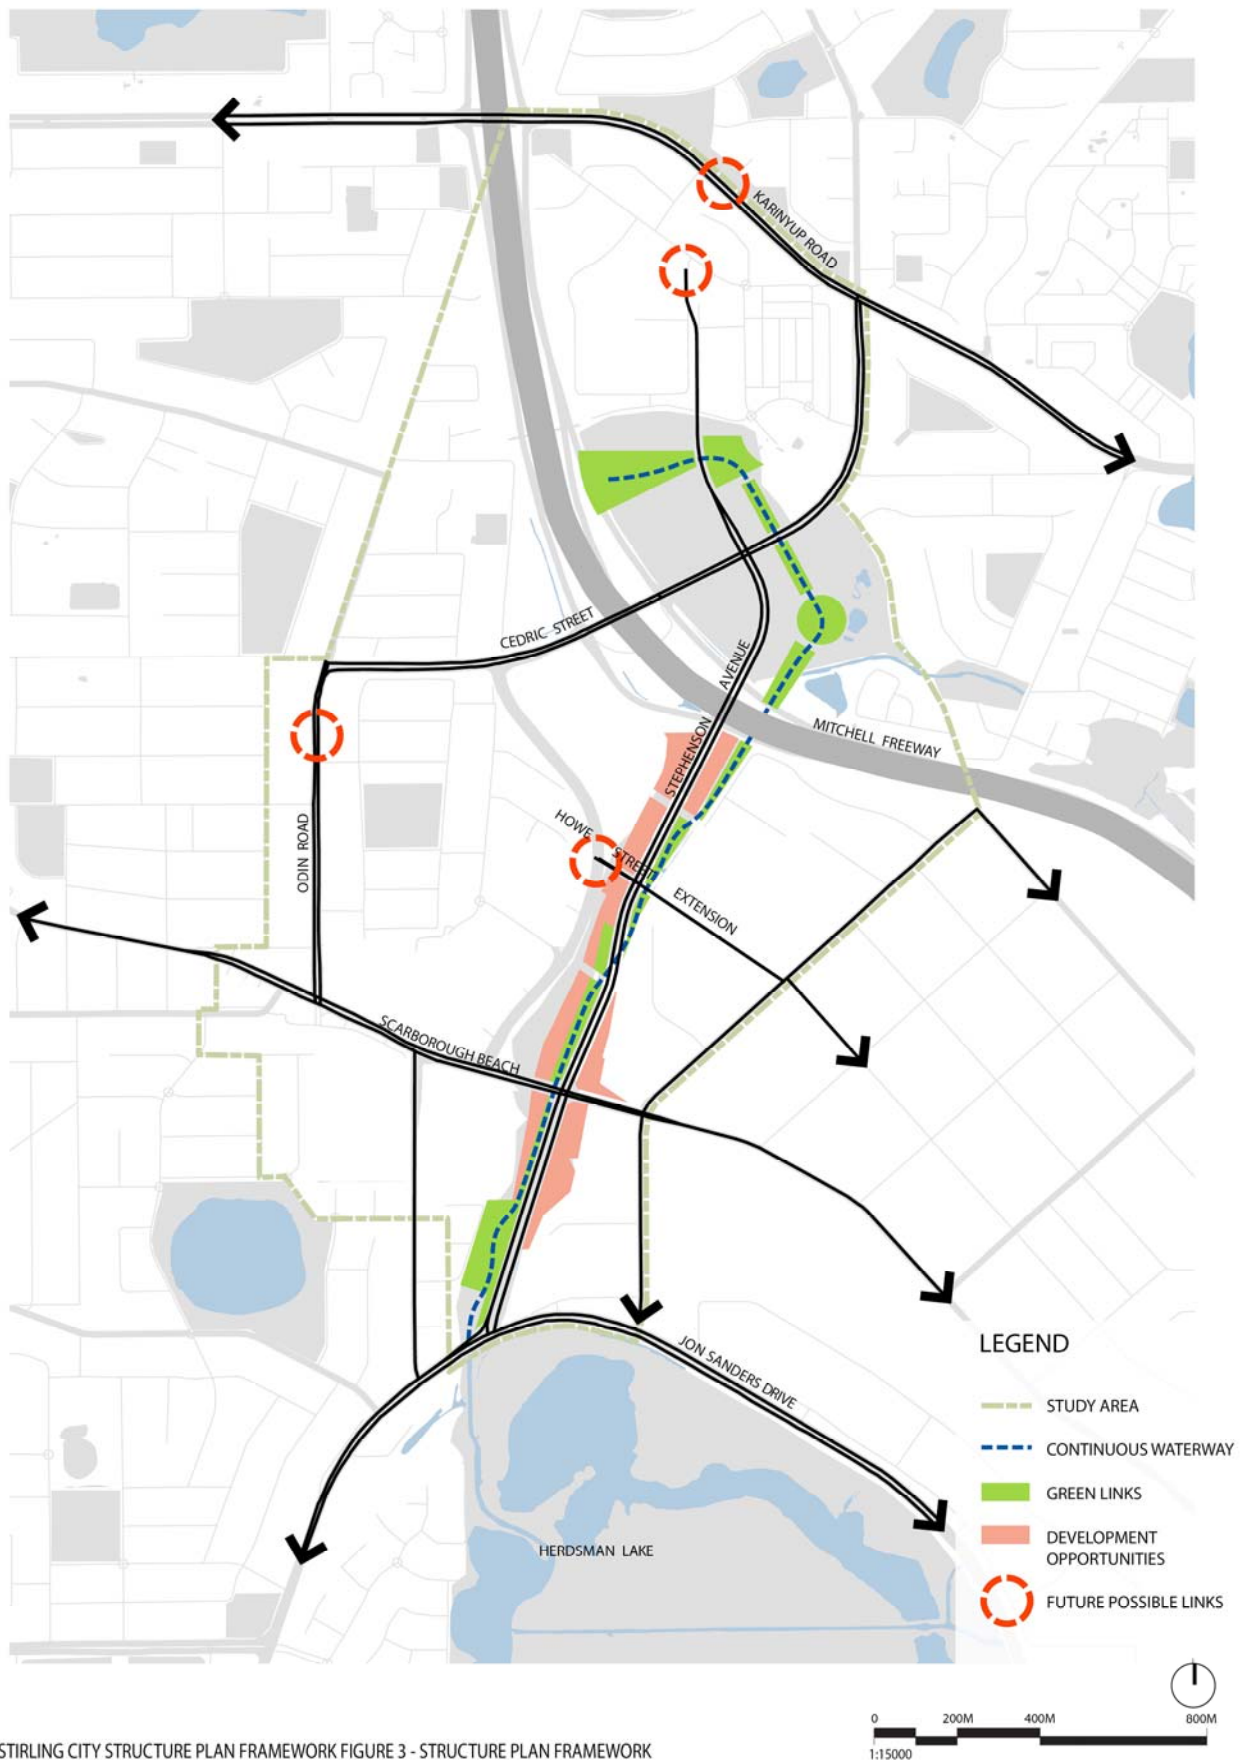 KARINYUP ROAD
CEDRIC STREET
STEPHENSON AVENUE
MITCHELL FREEWAY
HOWE STREET EXTENSION
ODIN ROAD
SCARBOROUGH BEACH
JON SANDERS DRIVE
HERDSMAN LAKE
LEGEND
STUDY AREA
CONTINUOUS WATERWAY
GREEN LINKS
DEVELOPMENT
OPPORTUNITIES
FUTURE POSSIBLE LINKS
0 200M 400M 800M
1:15000
STIRLING CITY STRUCTURE PLAN FRAMEWORK FIGURE 3 - STRUCTURE PLAN FRAMEWORK